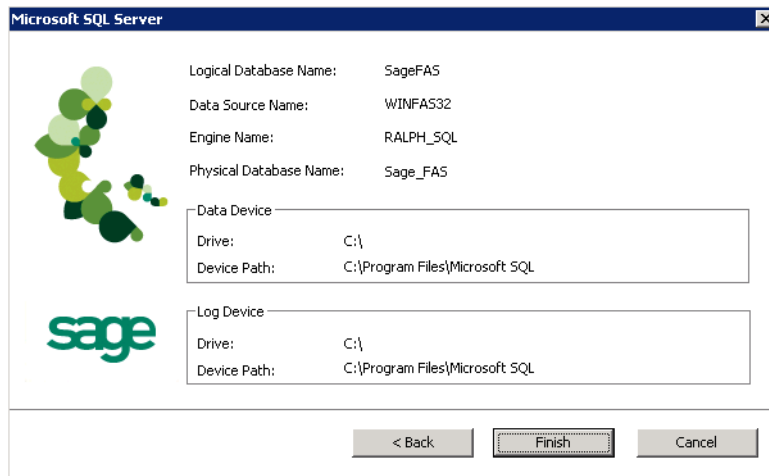 Microsoft SQL Server
Logical Database Name: SageFAS
Data Source Name: WINFAS32
Engine Name: RALPH_SQL
Physical Database Name: Sage_FAS
Data Device
Drive: C:\
Device Path: C:\Program Files\Microsoft SQL
sage
Log Device
Drive: C:\
Device Path: C:\Program Files\Microsoft SQL
< Back Finish Cancel